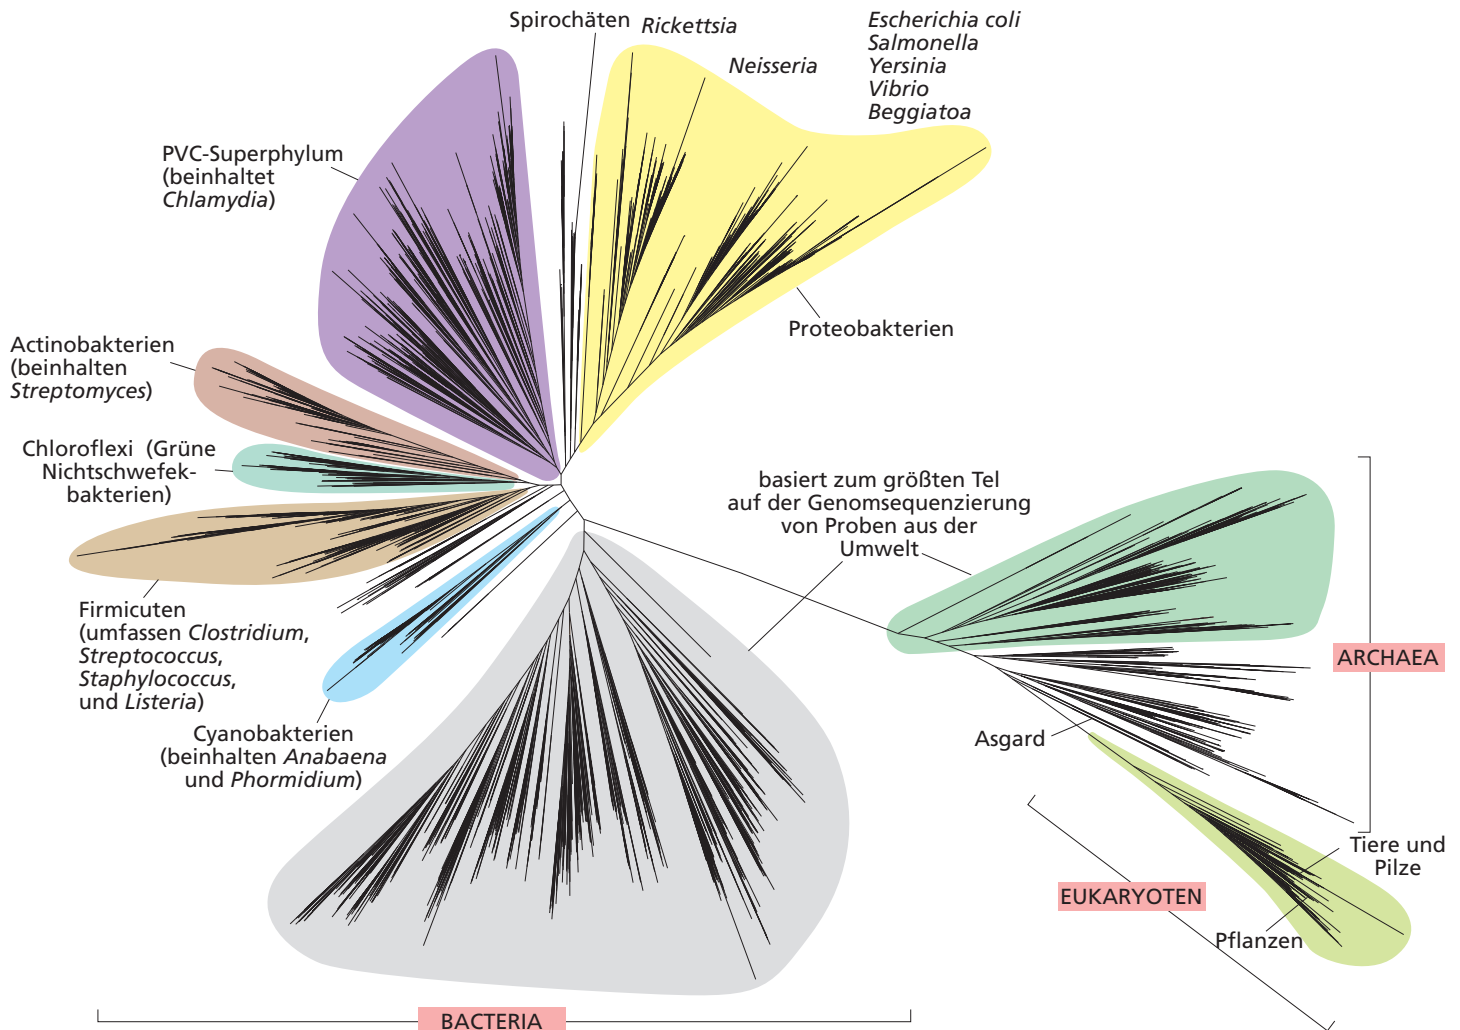 Spirochäten
Rickettsia
Neisseria
Escherichia coli
Salmonella
Yersinia
Vibrio
Beggiatoa
PVC-Superphylum
(beinhaltet
Chlamydia)
Proteobakterien
Actinobakterien
(beinhalten
Streptomyces)
Chloroflexi (Grüne
Nichtschwefek-
bakterien)
basiert zum größten Tel
auf der Genomsequenzierung
von Proben aus der
Umwelt
Firmicuten
(umfassen Clostridium,
Streptococcus,
Staphylococcus,
und Listeria)
ARCHAEA
Cyanobakterien
(beinhalten Anabaena
und Phormidium)
Asgard
Tiere und
Pilze
EUKARYOTEN
Pflanzen
BACTERIA